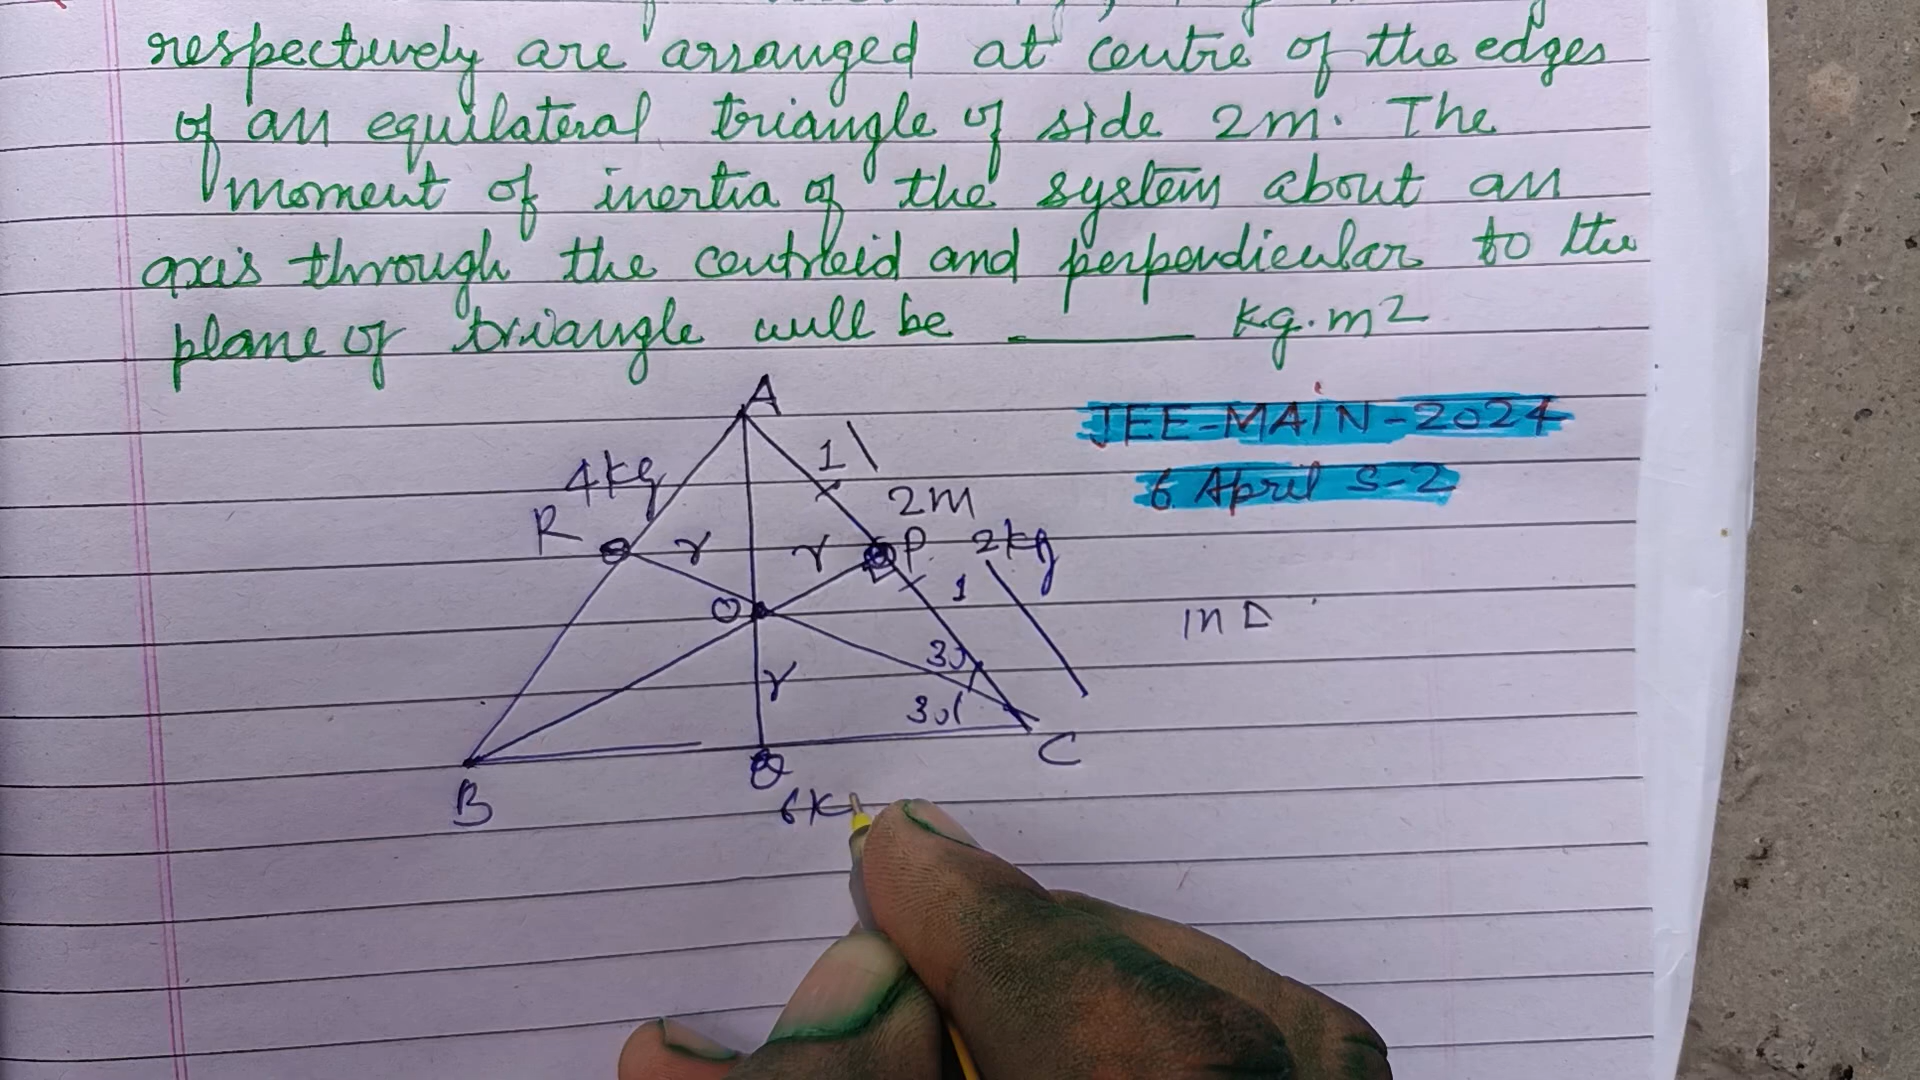 respectively are arranged at centre of the edges
of an equilateral triangle of side 2m. The
moment of inertia of the system about an
axis through the centroid and perpendicular to the
plane of triangle will be ______ kg.m2
JEE-MAIN-2024
6 April S-2
A
1
4kg
2m
R
r
r
P
2kg
1
O
in Δ
30
r
30
C
Q
B
6K